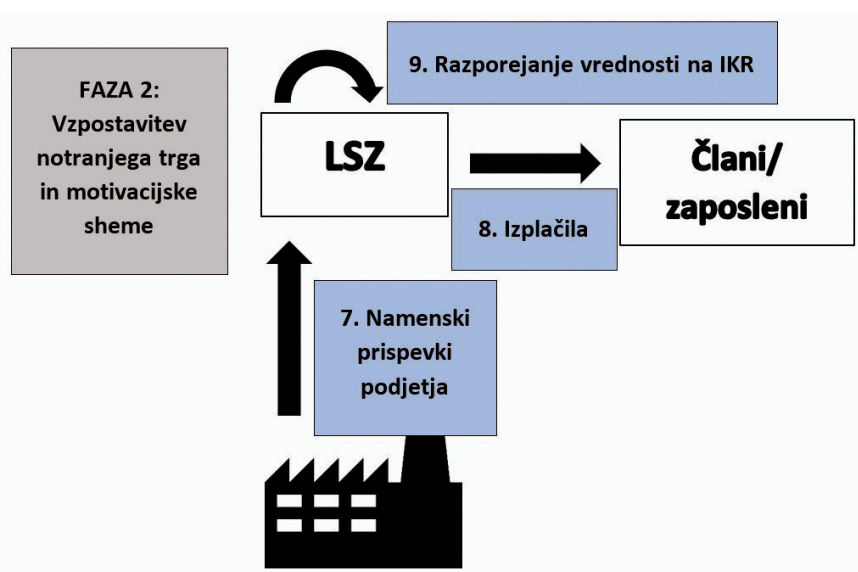 FAZA 2:
Vzpostavitev
notranjega trga
in motivacijske
sheme
9. Razporejanje vrednosti na IKR
LSZ
Člani/
zaposleni
8. Izplačila
7. Namenski
prispevki
podjetja